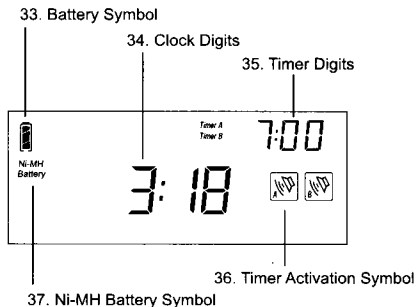 33. Battery Symbol
34. Clock Digits
35. Timer Digits
Timer A
Timer B
7:00
Ni-MH
Battery
3:18
A
B
36. Timer Activation Symbol
37. Ni-MH Battery Symbol